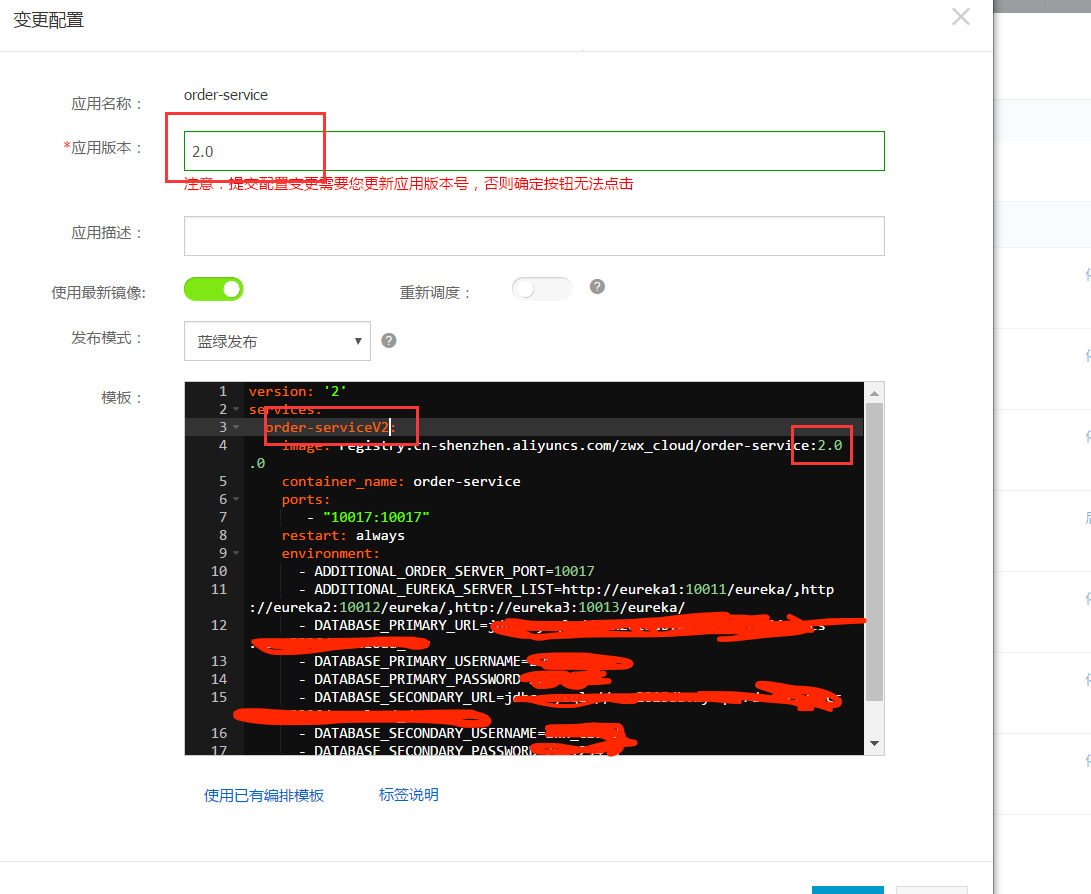 变更配置
应用名称：
order-service
*应用版本：
2.0
注意：提交配置变更需要您更新应用版本号，否则确定按钮无法点击
应用描述：
使用最新镜像:
重新调度：
?
发布模式：
蓝绿发布
?
模板：
1 version: '2'
2 services:
3 order-serviceV2:
4 image: registry.cn-shenzhen.aliyuncs.com/zwx_cloud/order-service:2.0
.0
5 container_name: order-service
6 ports:
7 - "10017:10017"
8 restart: always
9 environment:
10 - ADDITIONAL_ORDER_SERVER_PORT=10017
11 - ADDITIONAL_EUREKA_SERVER_LIST=http://eureka1:10011/eureka/,http
://eureka2:10012/eureka/,http://eureka3:10013/eureka/
12 - DATABASE_PRIMARY_URL=
13 - DATABASE_PRIMARY_USERNAME=
14 - DATABASE_PRIMARY_PASSWORD
15 - DATABASE_SECONDARY_URL=
16 - DATABASE_SECONDARY_USERNAME=
17 - DATABASE_SECONDARY_PASSWORD
使用已有编排模板
标签说明